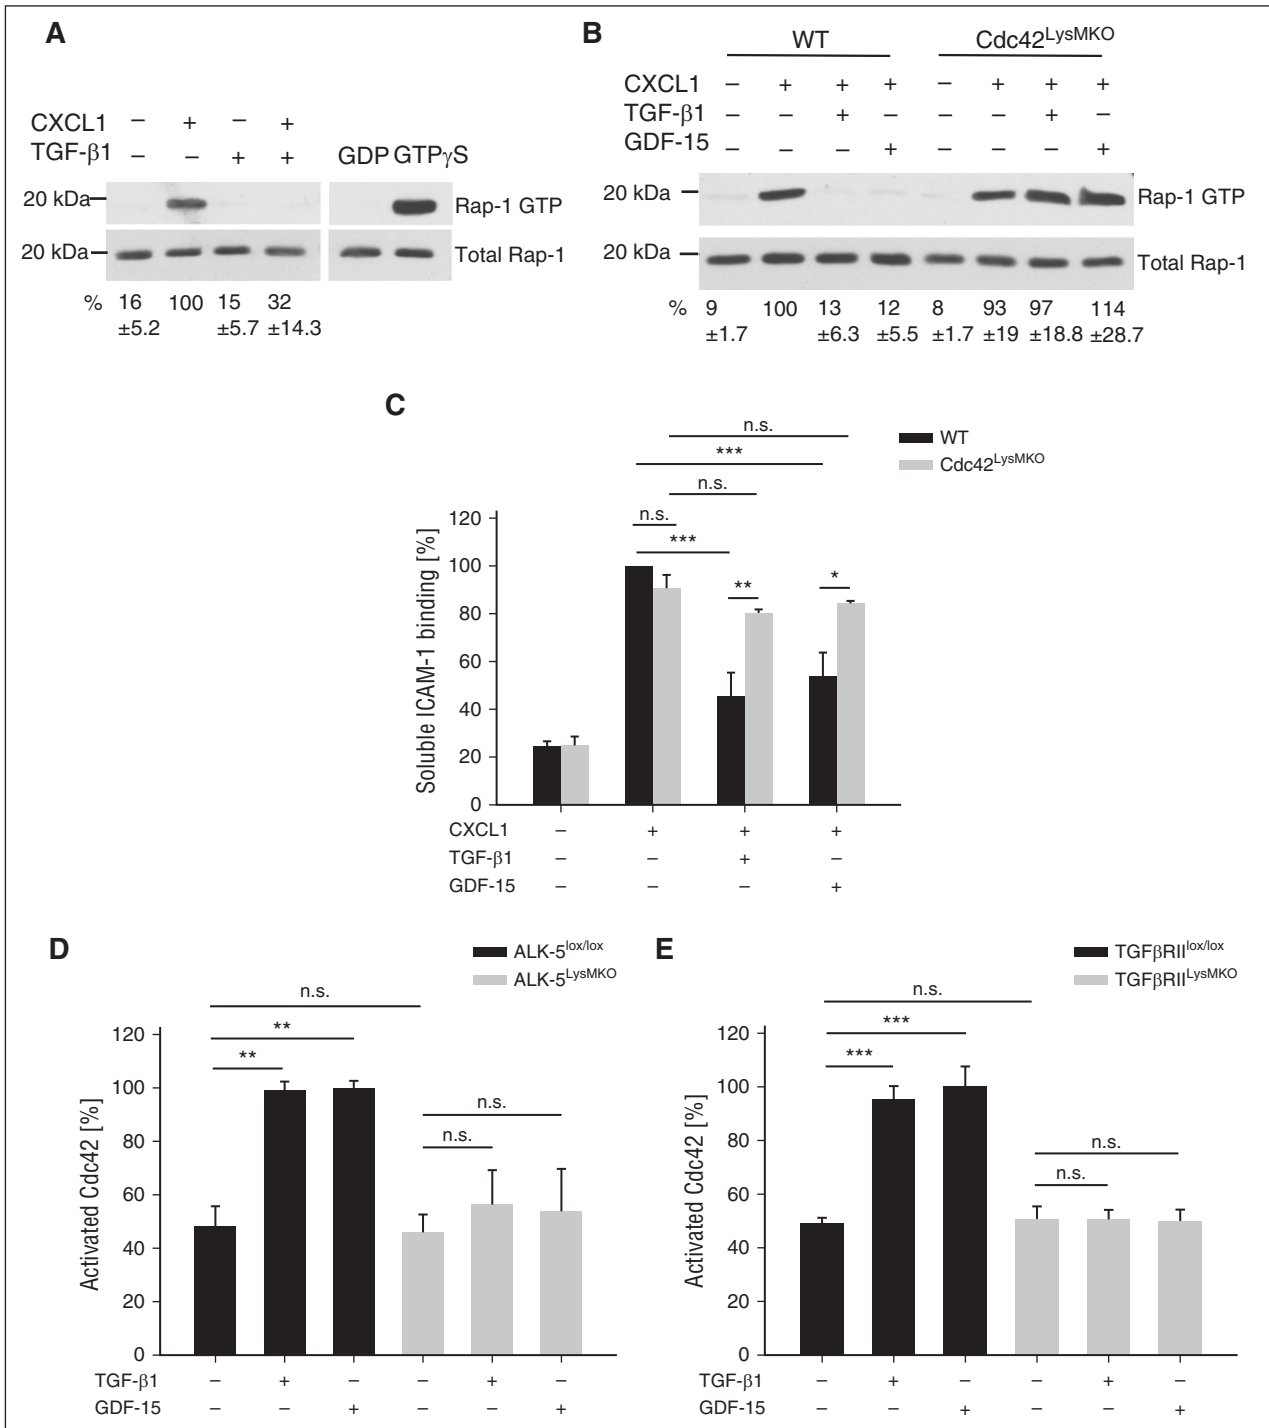 A
CXCL1 – + – +
TGF-β1 – – + + GDP GTPγS
20 kDa Rap-1 GTP
20 kDa Total Rap-1
% 16 100 15 32
±5.2 ±5.7 ±14.3
B
WT Cdc42LysMKO
CXCL1 – + + + – + + +
TGF-β1 – – + – – – + –
GDF-15 – – – + – – – +
20 kDa Rap-1 GTP
20 kDa Total Rap-1
% 9 100 13 12 8 93 97 114
±1.7 ±6.3 ±5.5 ±1.7 ±19 ±18.8 ±28.7
C
WT
Cdc42LysMKO
n.s.
***
n.s.
n.s.
***
**
*
Soluble ICAM-1 binding [%]
120
100
80
60
40
20
0
CXCL1 – + + +
TGF-β1 – – + –
GDF-15 – – – +
D
ALK-5lox/lox
ALK-5LysMKO
n.s.
**
**
n.s.
n.s.
Activated Cdc42 [%]
120
100
80
60
40
20
0
TGF-β1 – + – – + –
GDF-15 – – + – – +
E
TGFβRIIlox/lox
TGFβRIILysMKO
n.s.
***
***
n.s.
n.s.
Activated Cdc42 [%]
120
100
80
60
40
20
0
TGF-β1 – + – – + –
GDF-15 – – + – – +